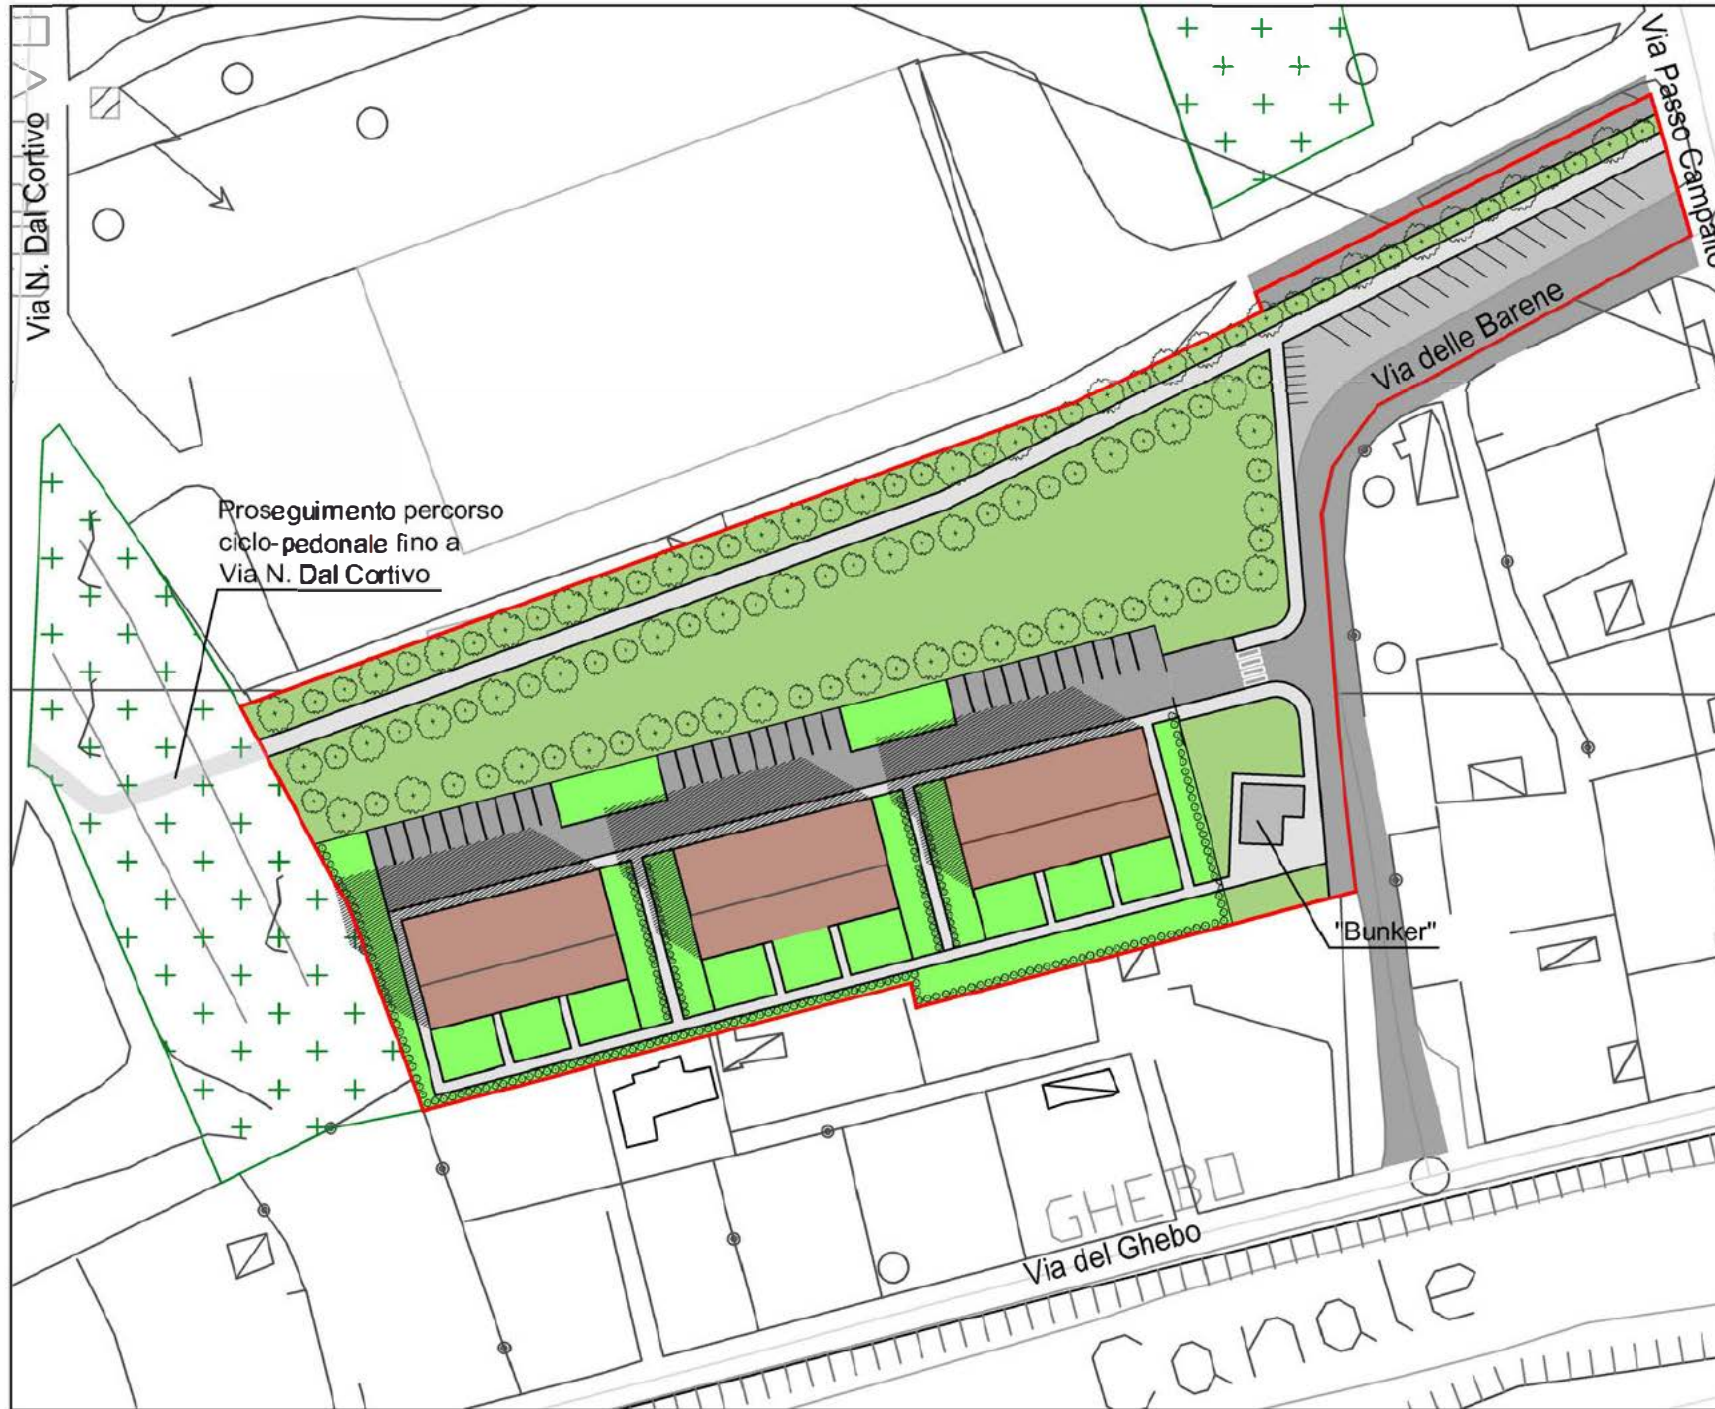 Via N. Dal Cortivo
Via Passo Campalto
Via delle Barene
Proseguimento percorso
ciclo-pedonale fino a
Via N. Dal Cortivo
"Bunker"
GHEBO
Via del Ghebo
Canale